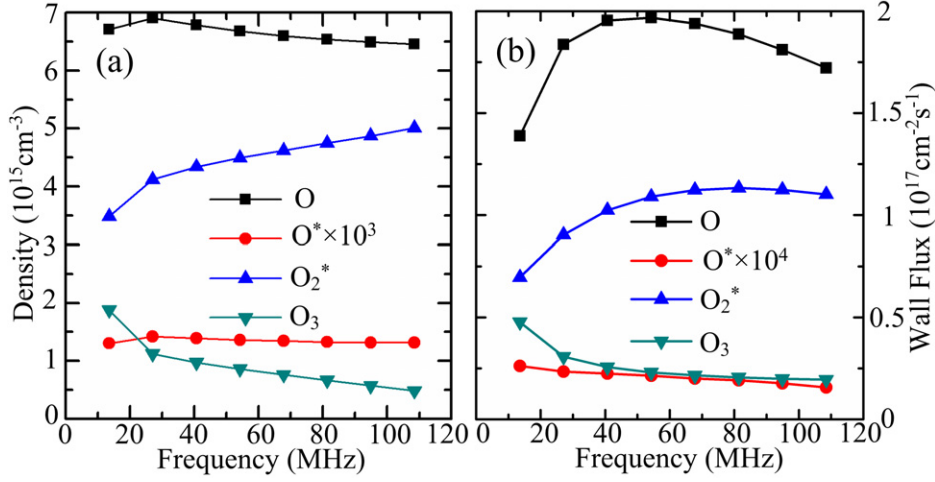 (a)
Density (10¹⁵cm⁻³)
7
6
5
4
3
2
1
0
O
O*×10³
O₂*
O₃
0 20 40 60 80 100 120
Frequency (MHz)
(b)
Wall Flux (10¹⁷cm⁻²s⁻¹)
2
1.5
1
0.5
0
O
O*×10⁴
O₂*
O₃
0 20 40 60 80 100 120
Frequency (MHz)